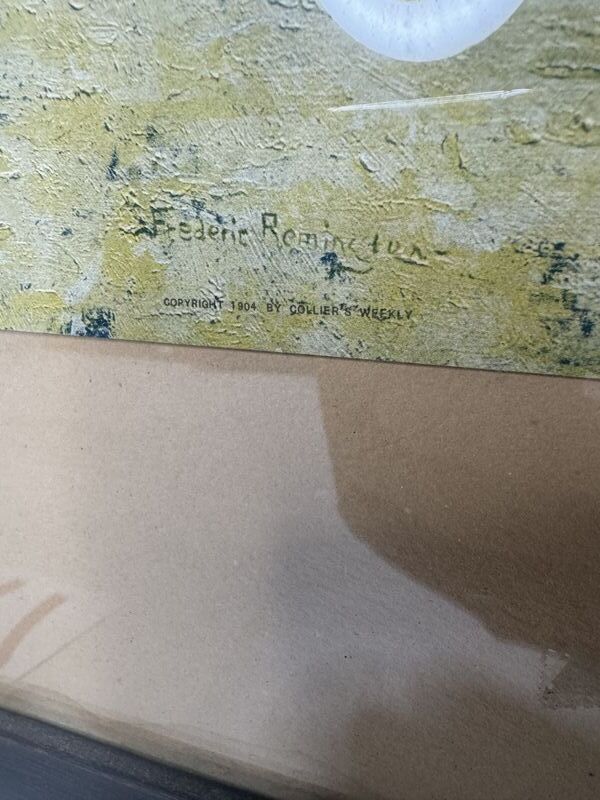 Frederic Remington-
COPYRIGHT 1904 BY COLLIER'S WEEKLY